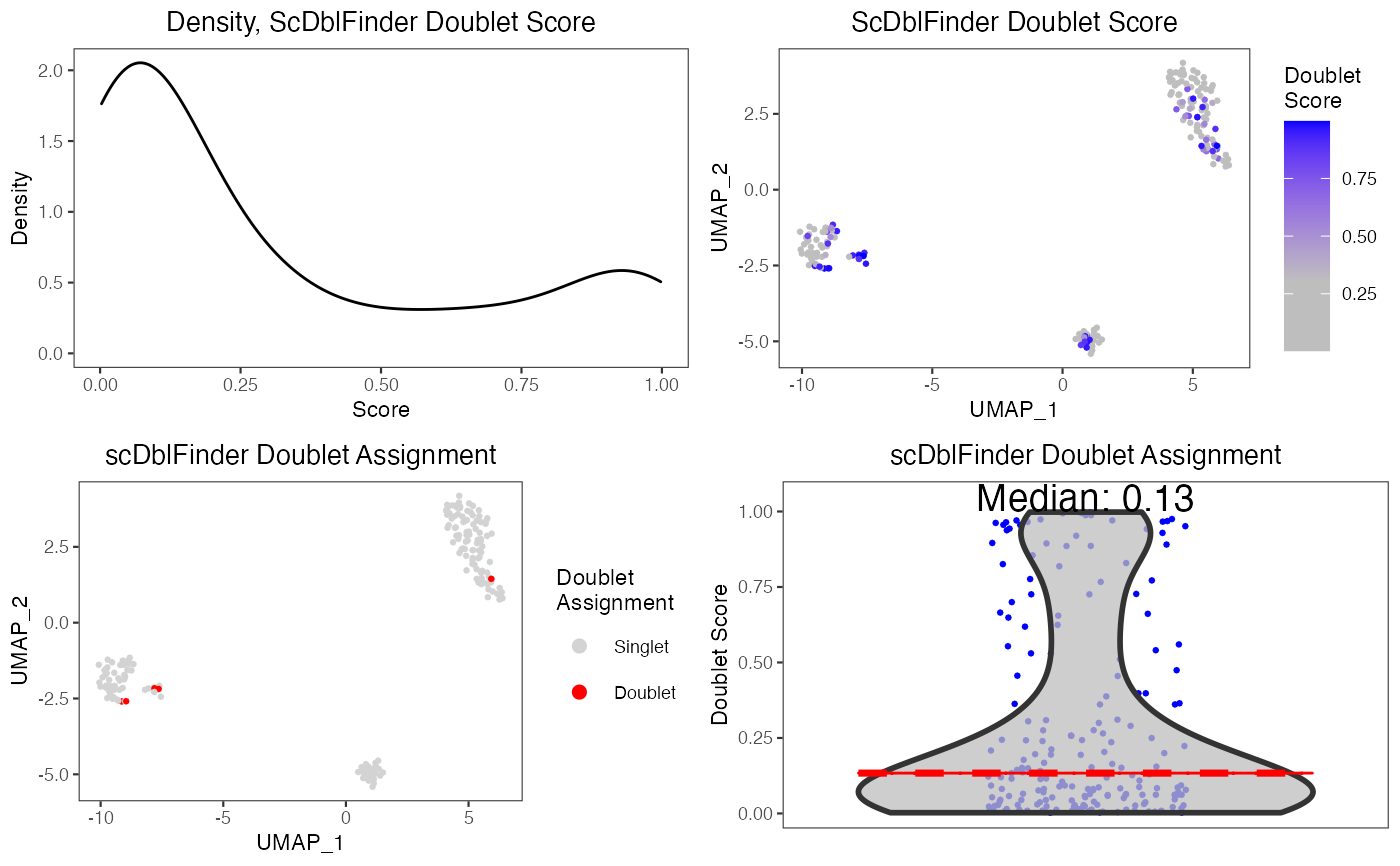 Density, ScDblFinder Doublet Score
2.0
1.5
1.0
0.5
0.0
Density
0.00
0.25
0.50
0.75
1.00
Score
ScDblFinder Doublet Score
2.5
0.0
-2.5
-5.0
UMAP_2
-10
-5
0
5
UMAP_1
Doublet
Score
0.75
0.50
0.25
scDblFinder Doublet Assignment
2.5
0.0
-2.5
-5.0
UMAP_2
-10
-5
0
5
UMAP_1
Doublet
Assignment
Singlet
Doublet
scDblFinder Doublet Assignment
Median: 0.13
1.00
0.75
0.50
0.25
0.00
Doublet Score